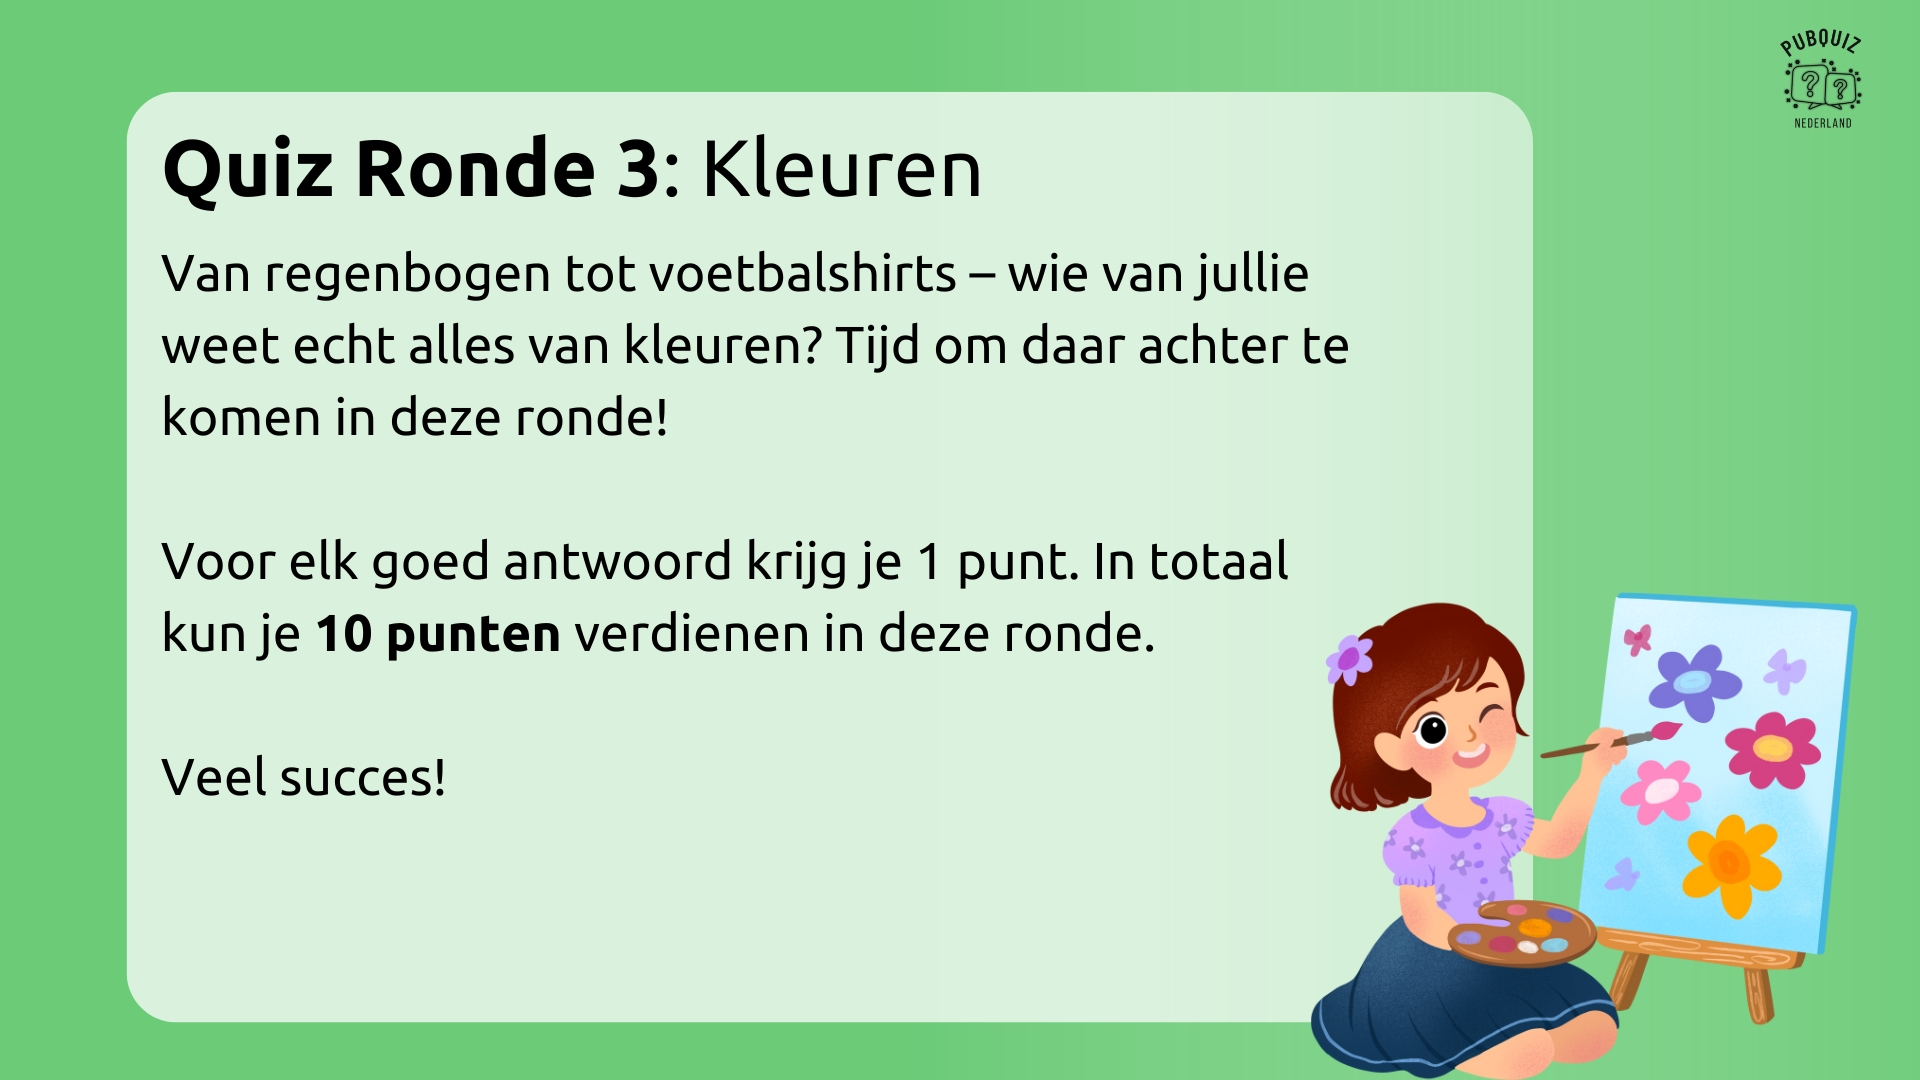 PUBQUIZ
? ?
NEDERLAND
Quiz Ronde 3: Kleuren
Van regenbogen tot voetbalshirts – wie van jullie
weet echt alles van kleuren? Tijd om daar achter te
komen in deze ronde!
Voor elk goed antwoord krijg je 1 punt. In totaal
kun je 10 punten verdienen in deze ronde.
Veel succes!